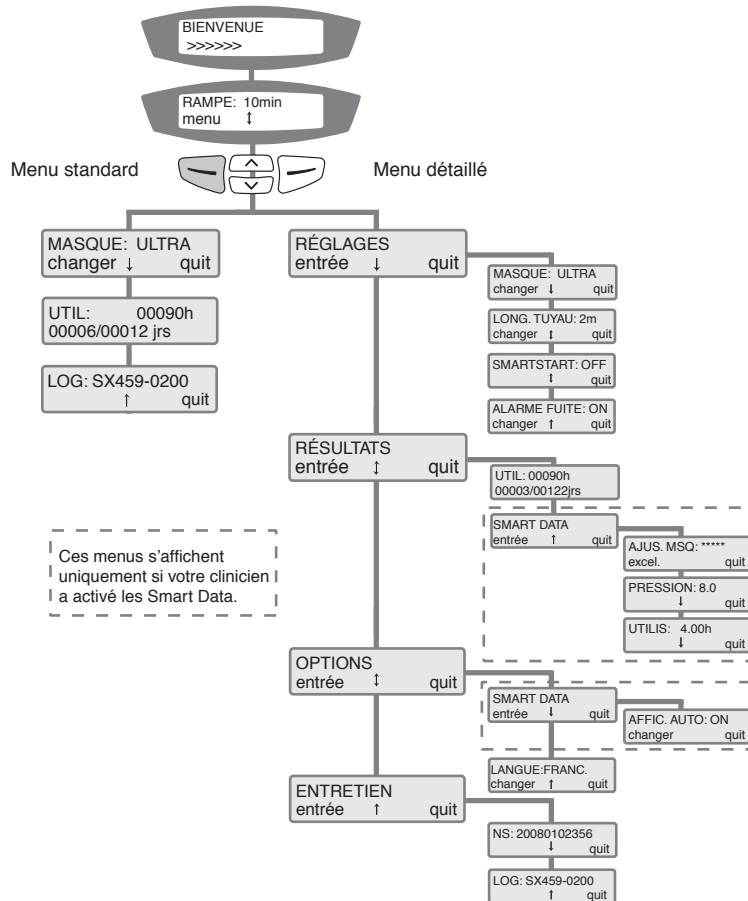 BIENVENUE
>>>>>>
RAMPE: 10min
menu ↕
Menu standard
Menu détaillé
MASQUE: ULTRA
changer ↓ quit
UTIL: 00090h
00006/00012 jrs
LOG: SX459-0200
↑ quit
RÉGLAGES
entrée ↓ quit
MASQUE: ULTRA
changer ↓ quit
LONG. TUYAU: 2m
changer ↕ quit
SMARTSTART: OFF
↕ quit
ALARME FUITE: ON
changer ↑ quit
RÉSULTATS
entrée ↕ quit
UTIL: 00090h
00003/00122jrs
SMART DATA
entrée ↑ quit
AJUS. MSQ: *****
excel. quit
PRESSION: 8.0
↓ quit
UTILIS: 4.00h
↓ quit
Ces menus s’affichent
uniquement si votre clinicien
a activé les Smart Data.
OPTIONS
entrée ↕ quit
SMART DATA
entrée ↓ quit
AFFIC. AUTO: ON
changer quit
LANGUE:FRANC.
changer ↑ quit
ENTRETIEN
entrée ↑ quit
NS: 20080102356
↓ quit
LOG: SX459-0200
↑ quit